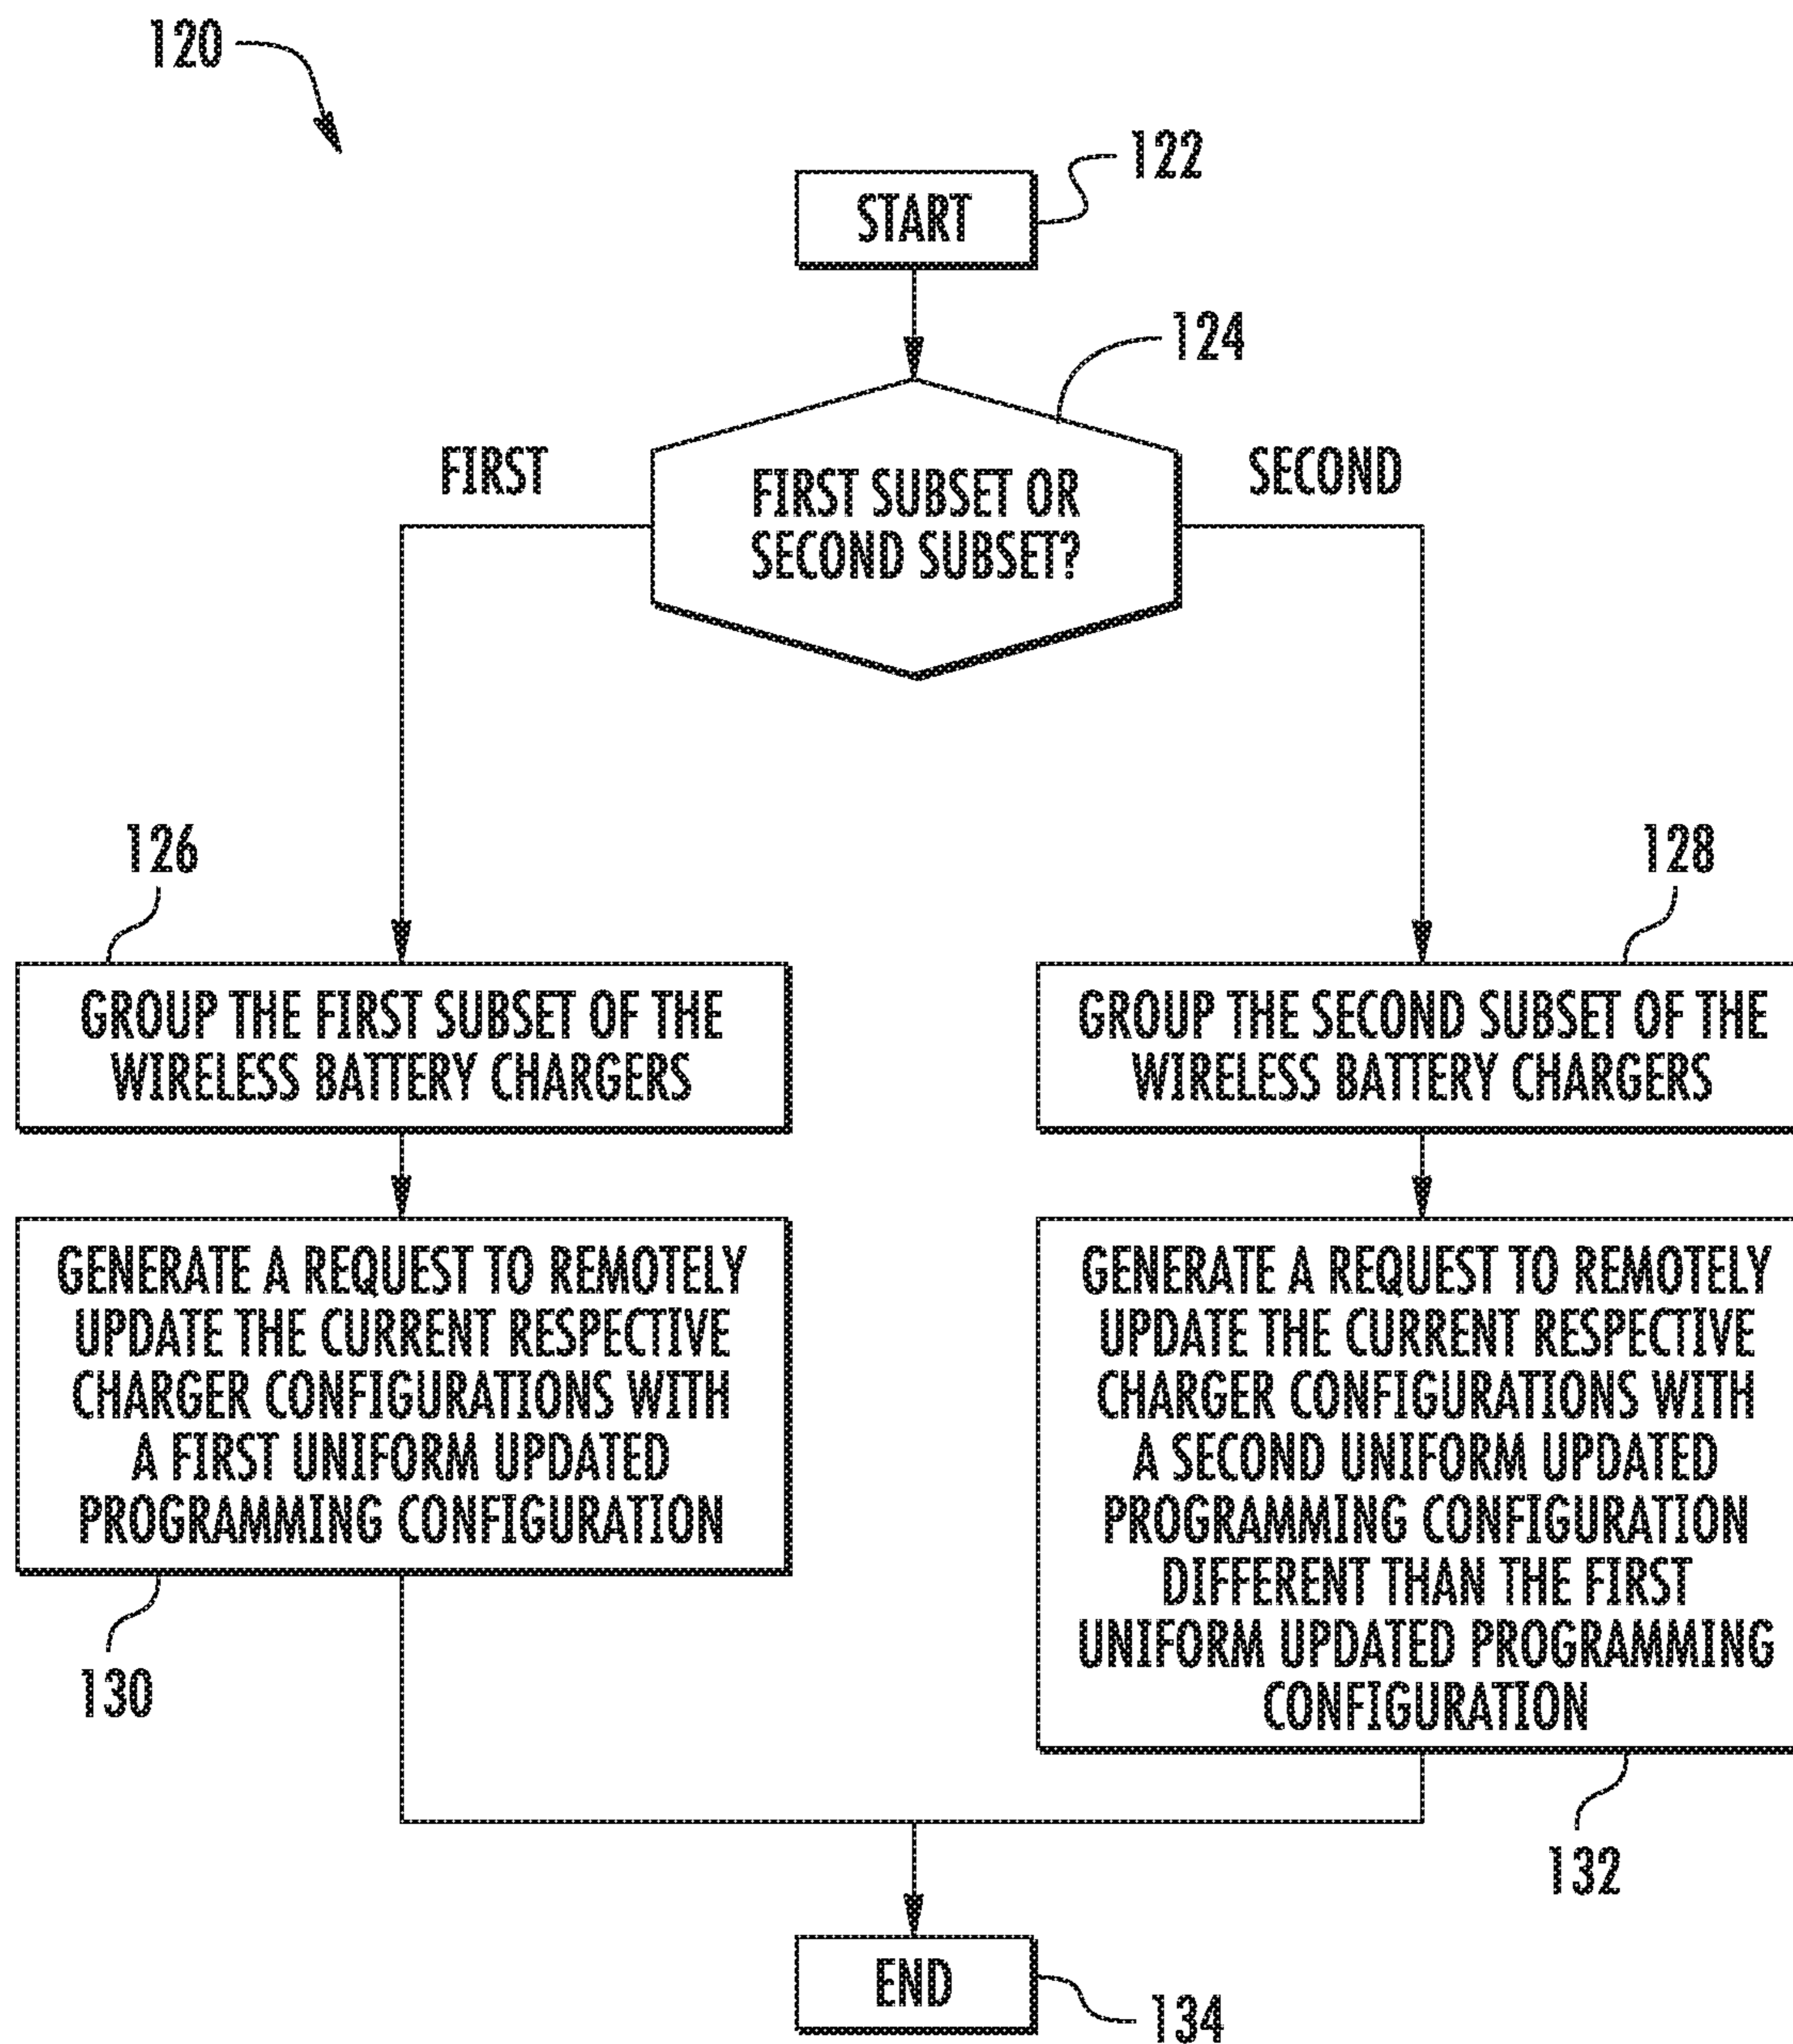 120
122
START
124
FIRST
SECOND
FIRST SUBSET OR
SECOND SUBSET?
126
128
GROUP THE FIRST SUBSET OF THE
WIRELESS BATTERY CHARGERS
GROUP THE SECOND SUBSET OF THE
WIRELESS BATTERY CHARGERS
GENERATE A REQUEST TO REMOTELY
UPDATE THE CURRENT RESPECTIVE
CHARGER CONFIGURATIONS WITH
A FIRST UNIFORM UPDATED
PROGRAMMING CONFIGURATION
130
GENERATE A REQUEST TO REMOTELY
UPDATE THE CURRENT RESPECTIVE
CHARGER CONFIGURATIONS WITH
A SECOND UNIFORM UPDATED
PROGRAMMING CONFIGURATION
DIFFERENT THAN THE FIRST
UNIFORM UPDATED PROGRAMMING
CONFIGURATION
132
END
134